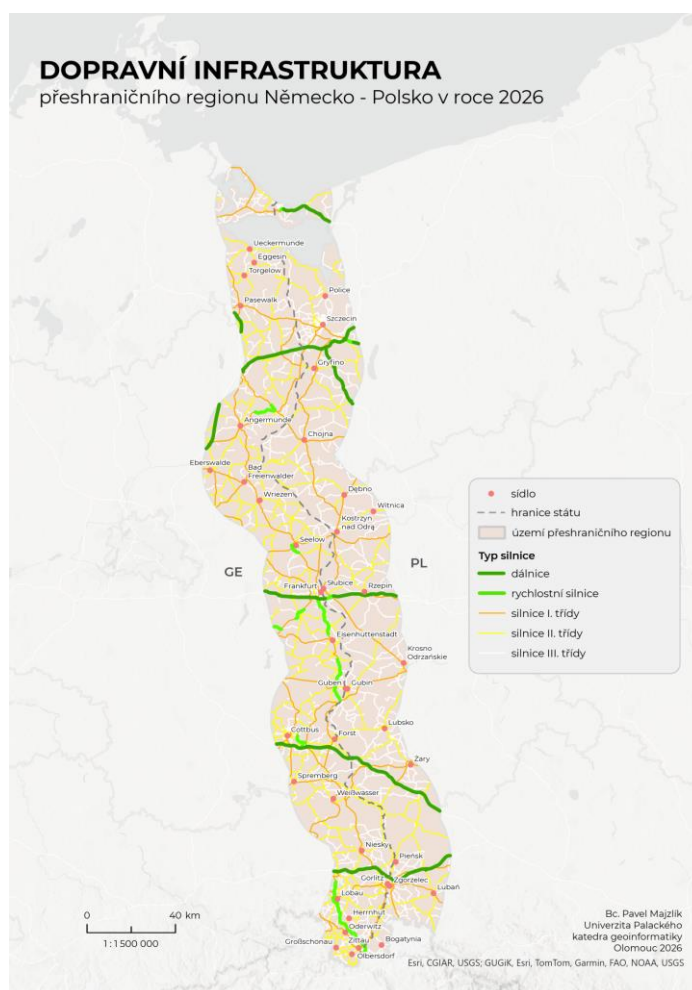 DOPRAVNÍ INFRASTRUKTURA
přeshraničního regionu Německo - Polsko v roce 2026
Ueckermunde
Eggesin
Torgelow
Police
Pasewalk
Szczecin
Gryfino
Angermunde
Chojna
Eberswalde
Bad
Freienwalder
Dębno
Wriezen
Witnica
Kostrzyn
nad Odrą
Seelow
GE
PL
Frankfurt
Słubice
Rzepin
Eisenhuttenstadt
Krosno
Odrzańskie
Guben
Gubin
Lubsko
Cottbus
Forst
Żary
Spremberg
Weißwasser
Niesky
Pieńsk
Görlitz
Zgorzelec
Lubań
Löbau
Herrnhut
Oderwitz
Großschonau
Zittau
Bogatynia
Olbersdorf
sídlo
hranice státu
území přeshraničního regionu
Typ silnice
dálnice
rychlostní silnice
silnice I. třídy
silnice II. třídy
silnice III. třídy
0 40 km
1:1 500 000
Bc. Pavel Majzlik
Univerzita Palackého
katedra geoinformatiky
Olomouc 2026
Esri, CGIAR, USGS; GUGiK, Esri, TomTom, Garmin, FAO, NOAA, USGS